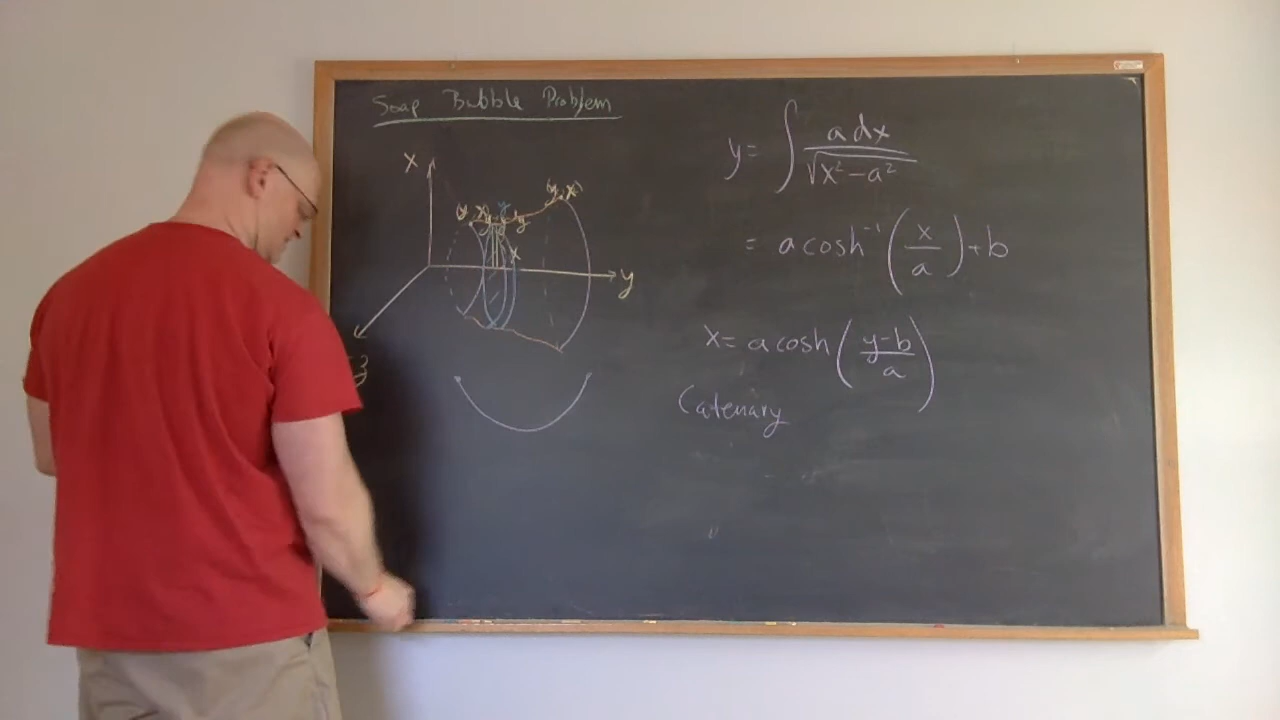 Soap Bubble Problem
x
y
z
x
y = ∫ a dx / √(x² - a²)
= a cosh⁻¹ (x/a) + b
x = a cosh ((y-b)/a)
Catenary